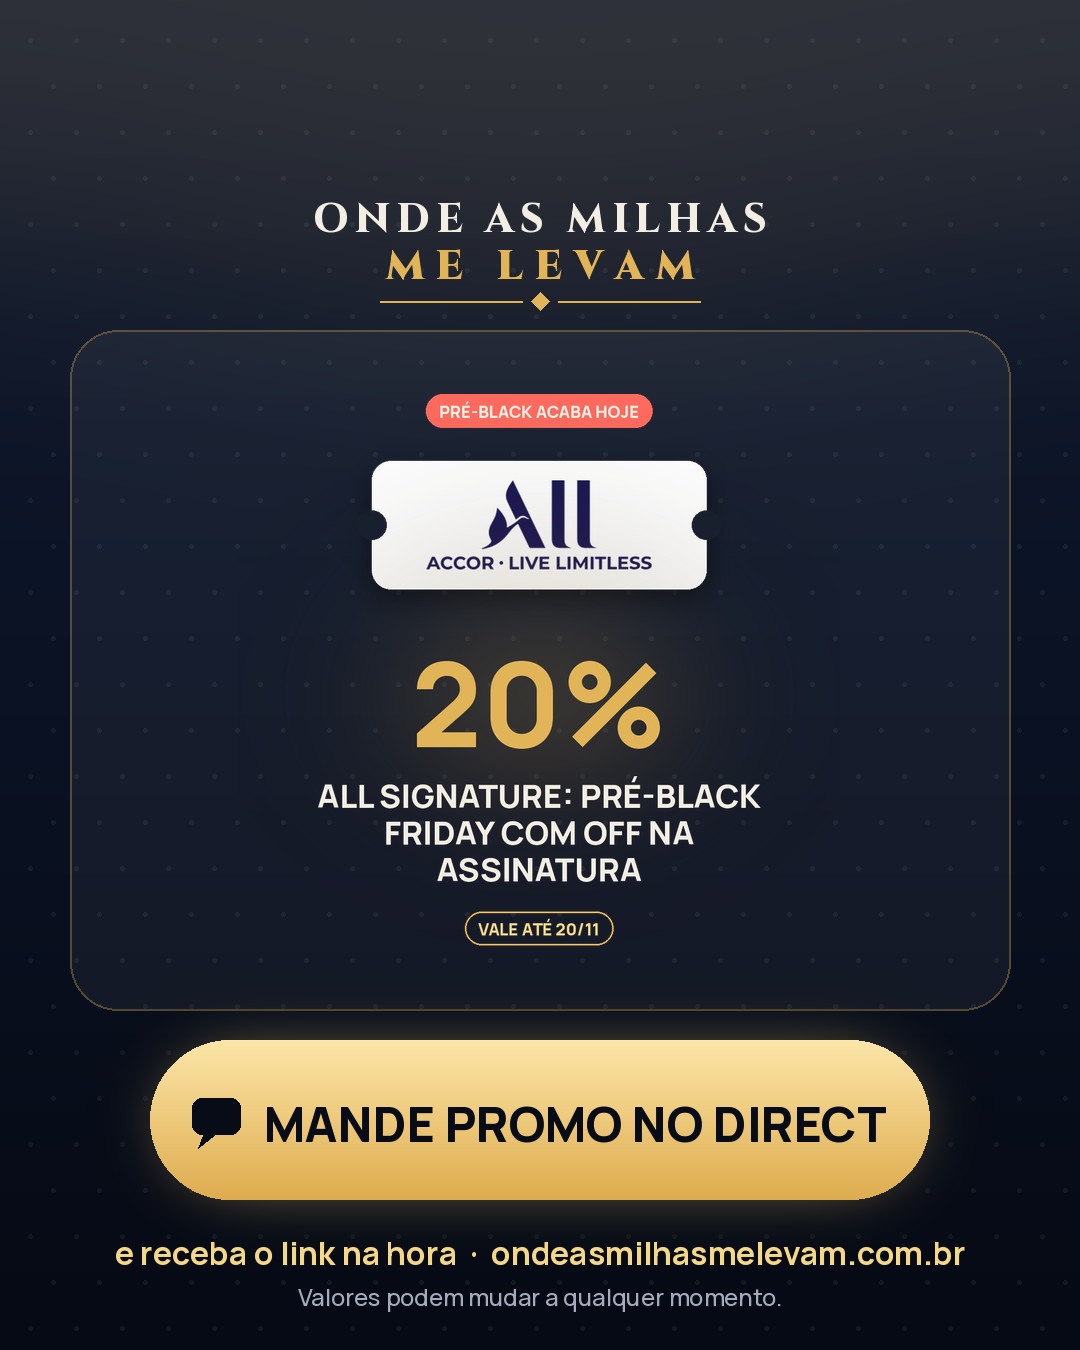 ONDE AS MILHAS
ME LEVAM
PRÉ-BLACK ACABA HOJE
All
ACCOR · LIVE LIMITLESS
20%
ALL SIGNATURE: PRÉ-BLACK
FRIDAY COM OFF NA
ASSINATURA
VALE ATÉ 20/11
MANDE PROMO NO DIRECT
e receba o link na hora · ondeasmilhasmelevam.com.br
Valores podem mudar a qualquer momento.